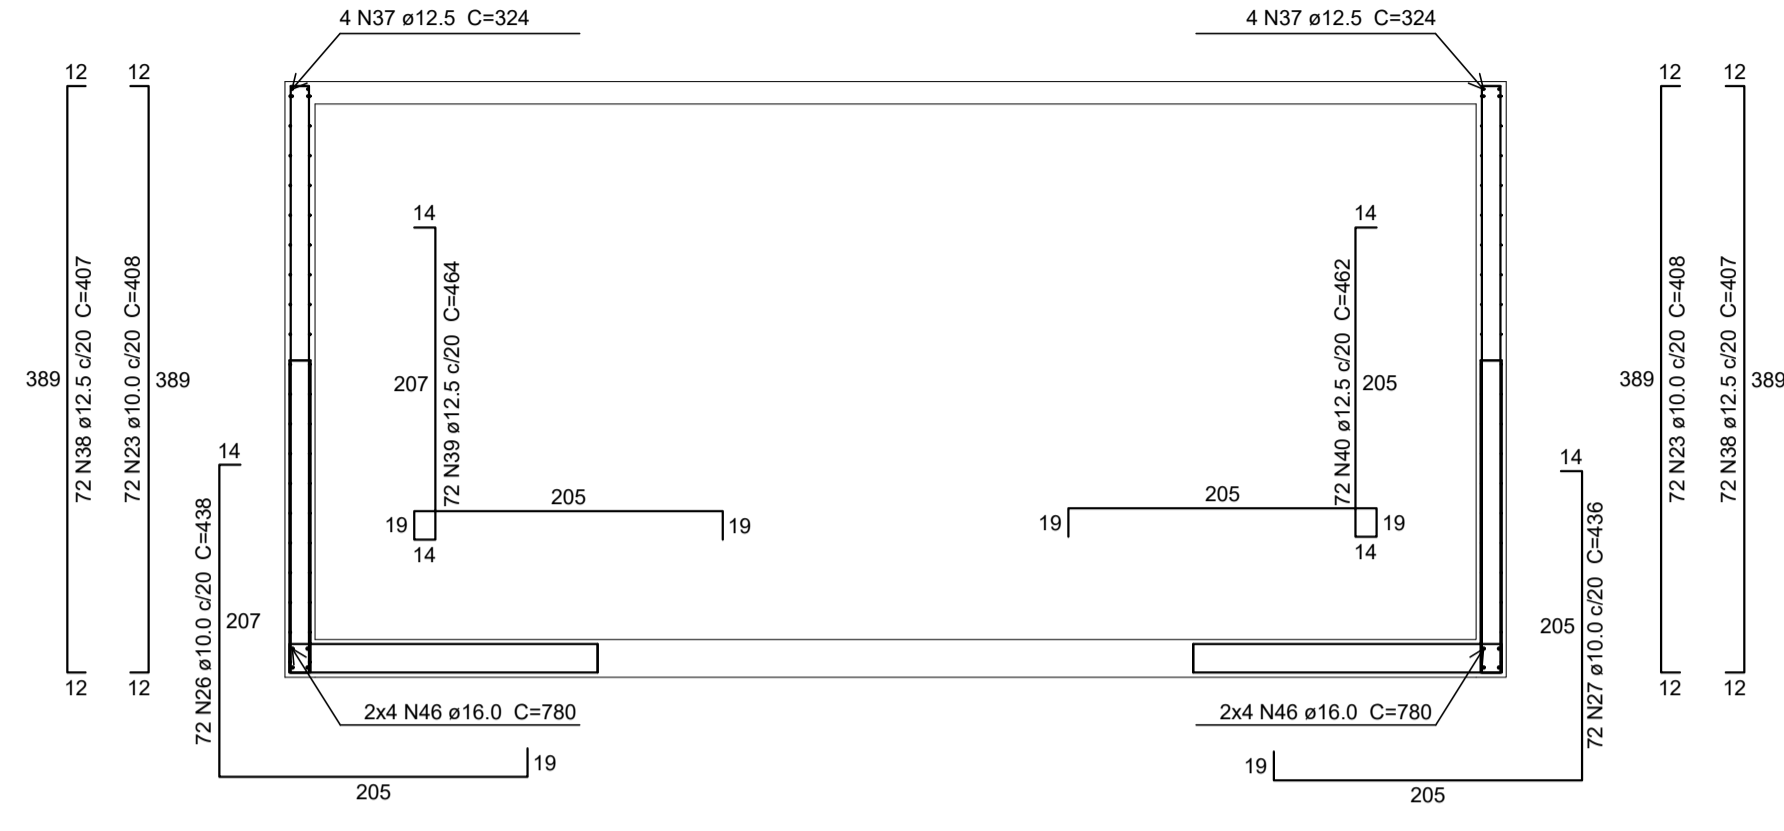 4 N37 ø12.5  C=324
4 N37 ø12.5  C=324
12
12
12
12
389
72 N38 ø12.5 c/20  C=407
72 N23 ø10.0 c/20  C=408
389
12
12
14
207
72 N39 ø12.5 c/20  C=464
205
19
14
19
14
72 N40 ø12.5 c/20  C=462
205
205
19
19
14
389
72 N23 ø10.0 c/20  C=408
72 N38 ø12.5 c/20  C=407
389
12
12
14
72 N26 ø10.0 c/20  C=438
207
205
19
2x4 N46 ø16.0  C=780
2x4 N46 ø16.0  C=780
14
205
72 N27 ø10.0 c/20  C=436
19
205